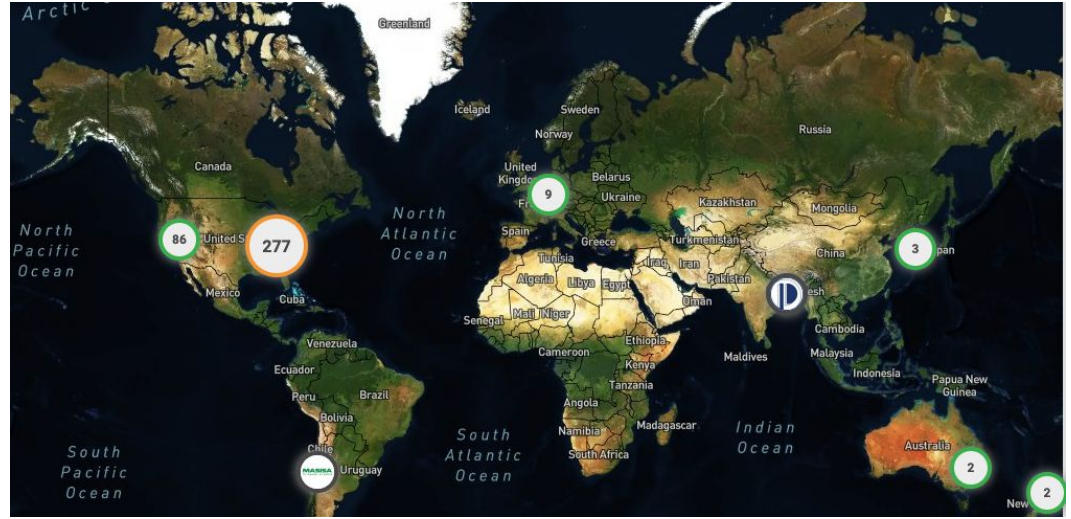 Arctic
Greenland
Iceland
Sweden
Norway
Russia
Canada
United
Kingdo
Belarus
9
Fr
Ukraine
Kazakhstan
Mongolia
North
Pacific
Ocean
86
United S
277
North
Atlantic
Ocean
Spain
Greece
Turkmenistan
China
3
pan
Tunisia
Iraq
Iran
Algeria
Libya
Egypt
Pakistan
Mexico
Cuba
Oman
esh
Senegal
Mali
Niger
Cambodia
Venezuela
Cameroon
Ethiopia
Kenya
Maldives
Malaysia
Indonesia
Ecuador
Peru
Brazil
Tanzania
Papua New
Guinea
Bolivia
Angola
Namibia
Madagascar
Indian
Ocean
Chile
South
Pacific
Ocean
MASISA
Uruguay
South
Atlantic
Ocean
South Africa
Australia
2
New
2